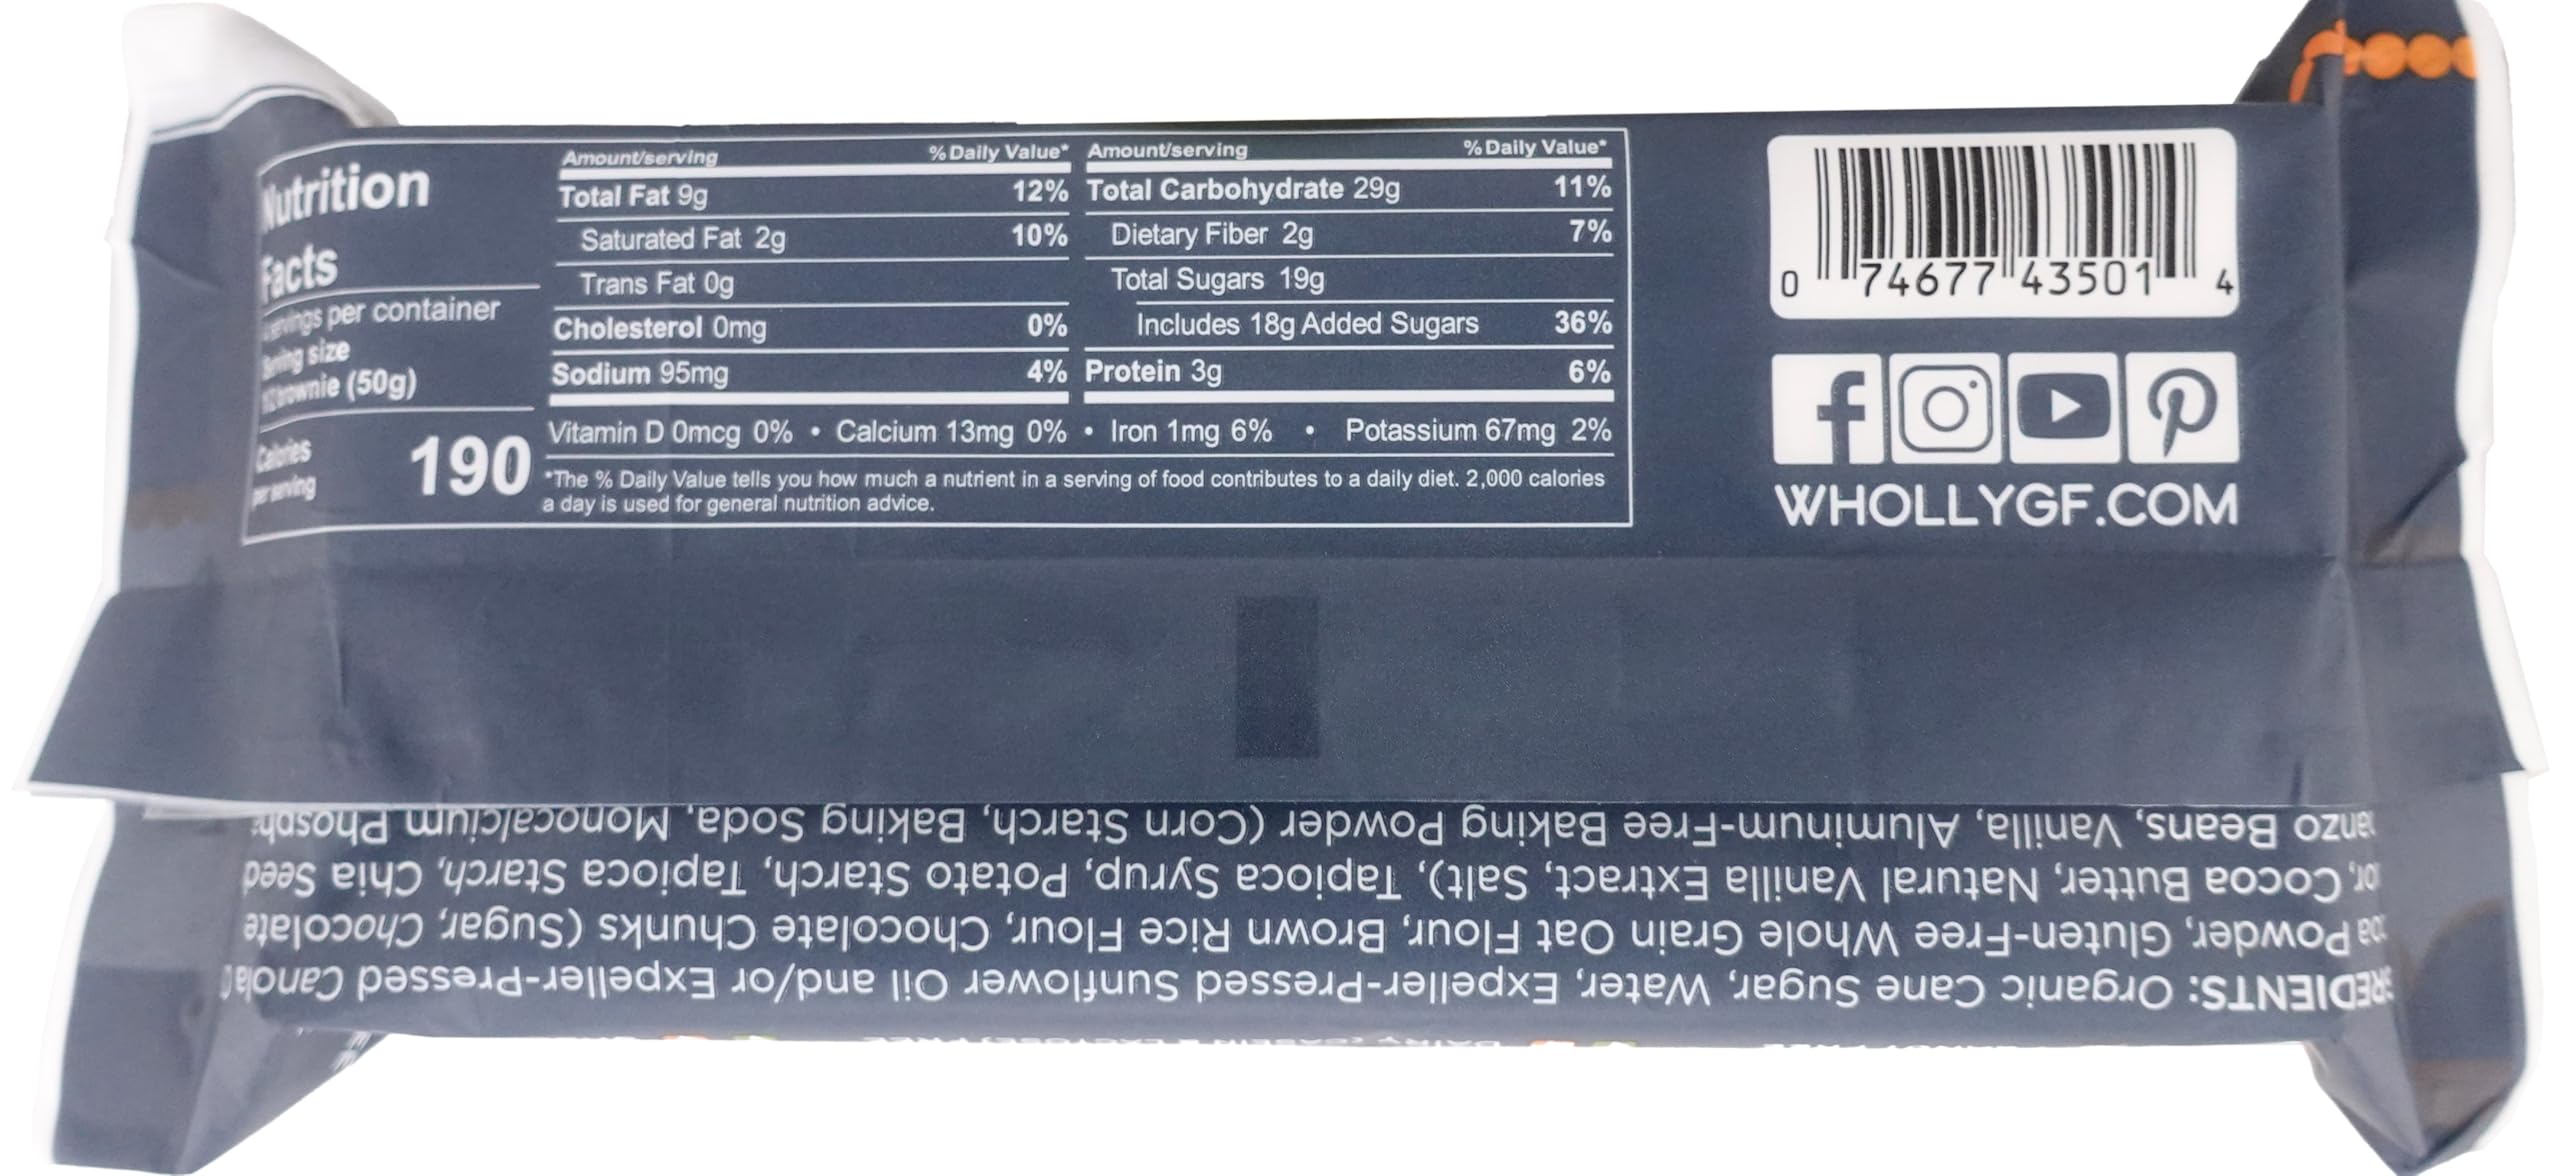 Nutrition
Facts
servings per container
Serving size
brownie (50g)
Calories
per serving
190
Amount/serving % Daily Value*
Total Fat 9g 12%
Saturated Fat 2g 10%
Trans Fat 0g
Cholesterol 0mg 0%
Sodium 95mg 4%
Amount/serving % Daily Value*
Total Carbohydrate 29g 11%
Dietary Fiber 2g 7%
Total Sugars 19g
Includes 18g Added Sugars 36%
Protein 3g 6%
Vitamin D 0mcg 0% • Calcium 13mg 0% • Iron 1mg 6% • Potassium 67mg 2%
*The % Daily Value tells you how much a nutrient in a serving of food contributes to a daily diet. 2,000 calories
a day is used for general nutrition advice.
0 74677 43501 4
WHOLLYGF.COM
REDIENTS: Organic Cane Sugar, Water, Expeller-Pressed Sunflower Oil and/or Expeller-Pressed Canola
Powder, Gluten-Free Whole Grain Oat Flour, Brown Rice Flour, Chocolate Chunks (Sugar, Chocolate
Cocoa Butter, Natural Vanilla Extract, Salt), Tapioca Syrup, Potato Starch, Tapioca Starch, Chia Seed
anzo Beans, Vanilla, Aluminum-Free Baking Powder (Corn Starch, Baking Soda, Monocalcium Phosph